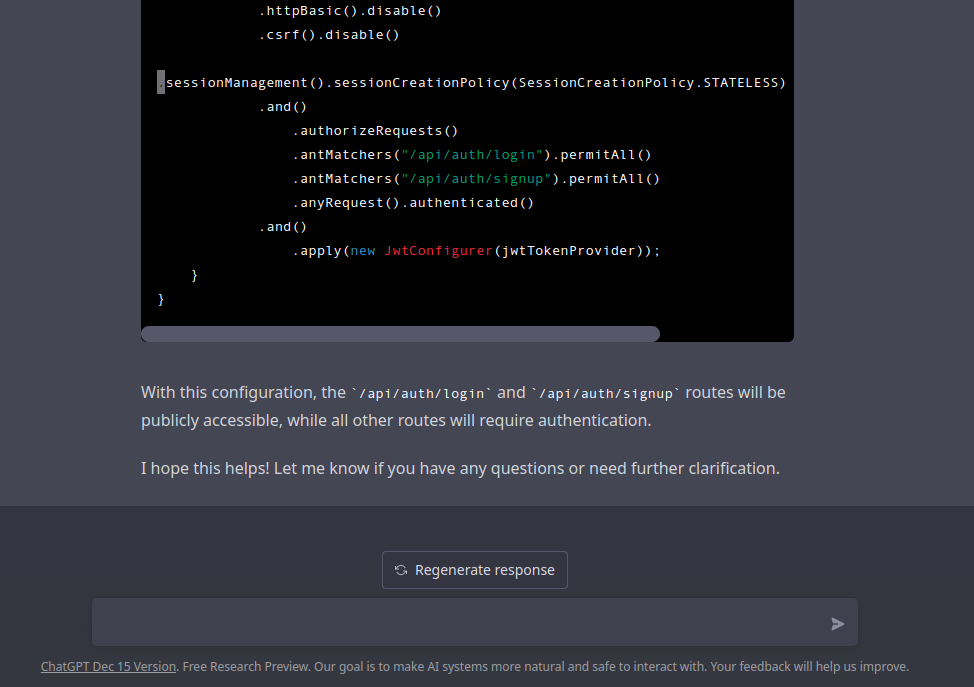 .httpBasic().disable()
.csrf().disable()
.sessionManagement().sessionCreationPolicy(SessionCreationPolicy.STATELESS)
.and()
.authorizeRequests()
.antMatchers("/api/auth/login").permitAll()
.antMatchers("/api/auth/signup").permitAll()
.anyRequest().authenticated()
.and()
.apply(new JwtConfigurer(jwtTokenProvider));
}
}
With this configuration, the `/api/auth/login` and `/api/auth/signup` routes will be
publicly accessible, while all other routes will require authentication.
I hope this helps! Let me know if you have any questions or need further clarification.
Regenerate response
ChatGPT Dec 15 Version. Free Research Preview. Our goal is to make AI systems more natural and safe to interact with. Your feedback will help us improve.